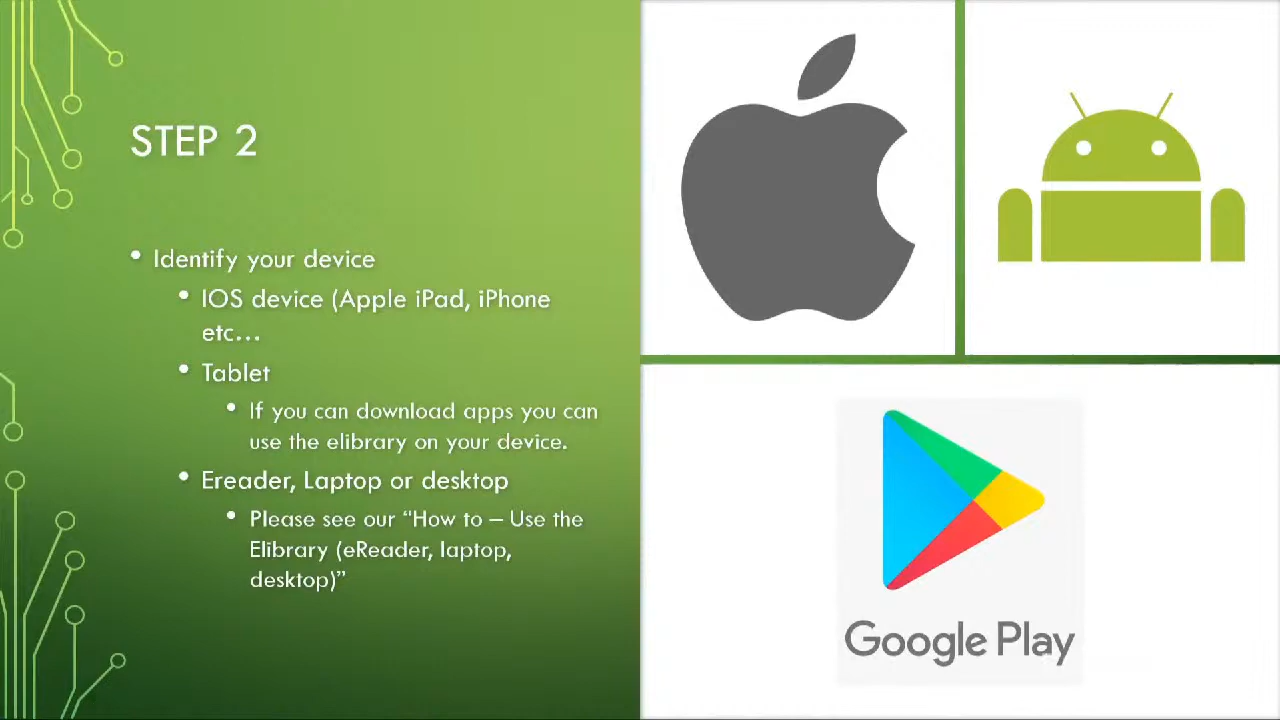 STEP 2
• Identify your device
• IOS device (Apple iPad, iPhone
etc…
• Tablet
• If you can download apps you can
use the elibrary on your device.
• Ereader, Laptop or desktop
• Please see our “How to – Use the
Elibrary (eReader, laptop,
desktop)”
Google Play